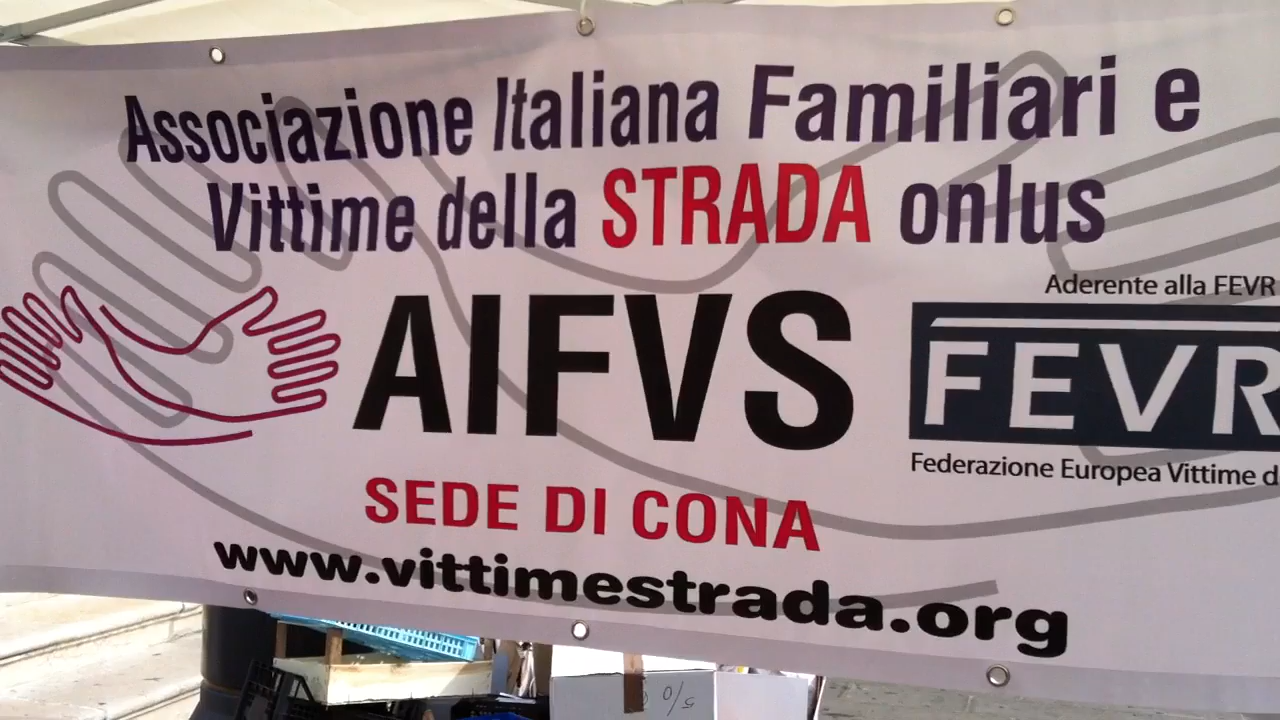 Associazione Italiana Familiari e
Vittime della STRADA onlus
AIFVS
Aderente alla FEVR
FEVR
Federazione Europea Vittime d
SEDE DI CONA
www.vittimestrada.org